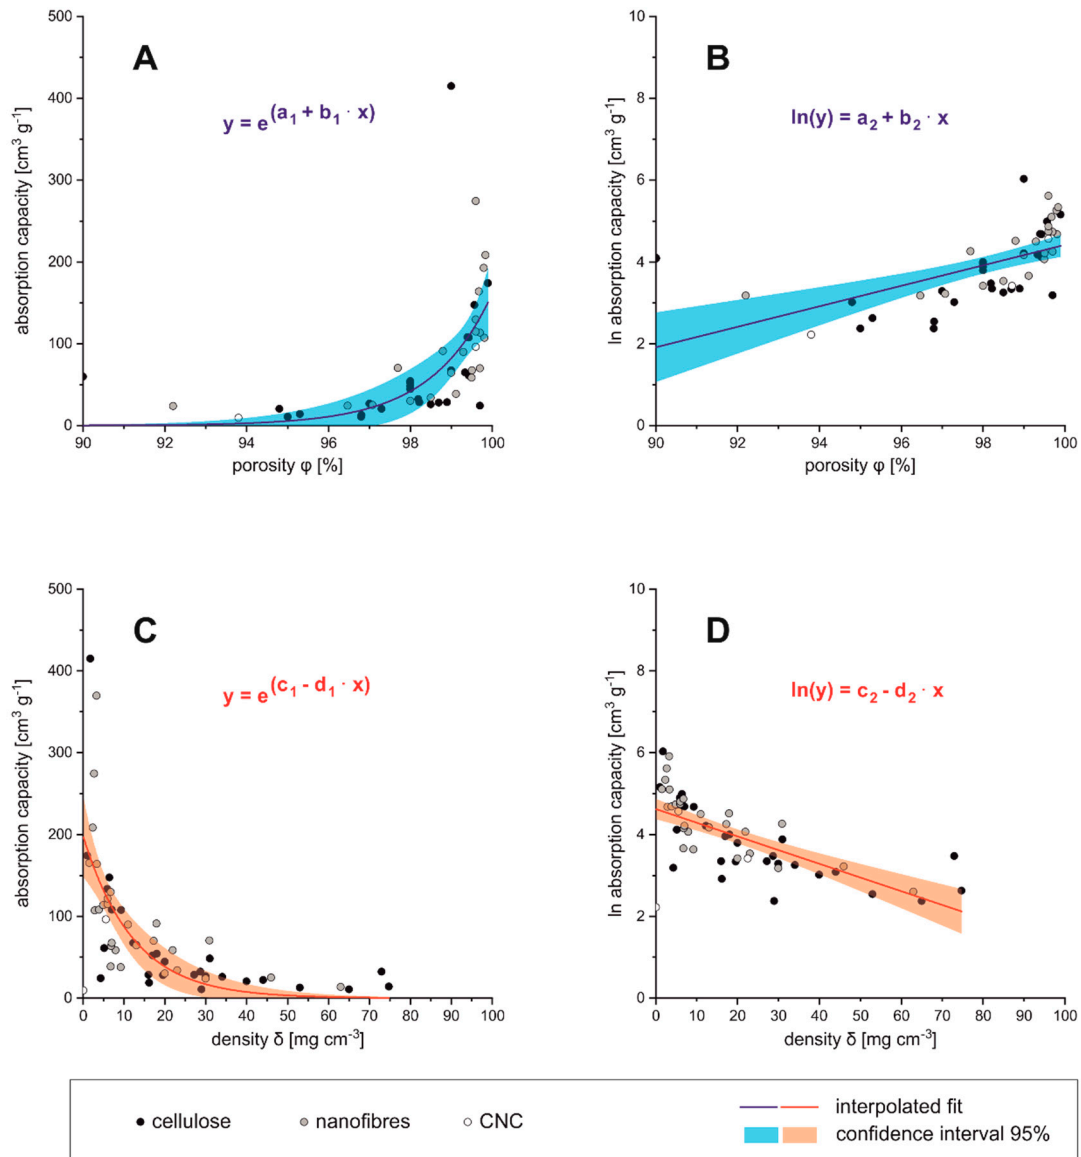 A
y = e^(a₁ + b₁ · x)
absorption capacity [cm³ g⁻¹]
500
400
300
200
100
0
90
92
94
96
98
100
porosity φ [%]
B
ln(y) = a₂ + b₂ · x
ln absorption capacity [cm³ g⁻¹]
10
8
6
4
2
0
90
92
94
96
98
100
porosity φ [%]
C
y = e^(c₁ - d₁ · x)
absorption capacity [cm³ g⁻¹]
500
400
300
200
100
0
0
10
20
30
40
50
60
70
80
90
100
density δ [mg cm⁻³]
D
ln(y) = c₂ - d₂ · x
ln absorption capacity [cm³ g⁻¹]
10
8
6
4
2
0
0
10
20
30
40
50
60
70
80
90
100
density δ [mg cm⁻³]
cellulose
nanofibres
CNC
interpolated fit
confidence interval 95%